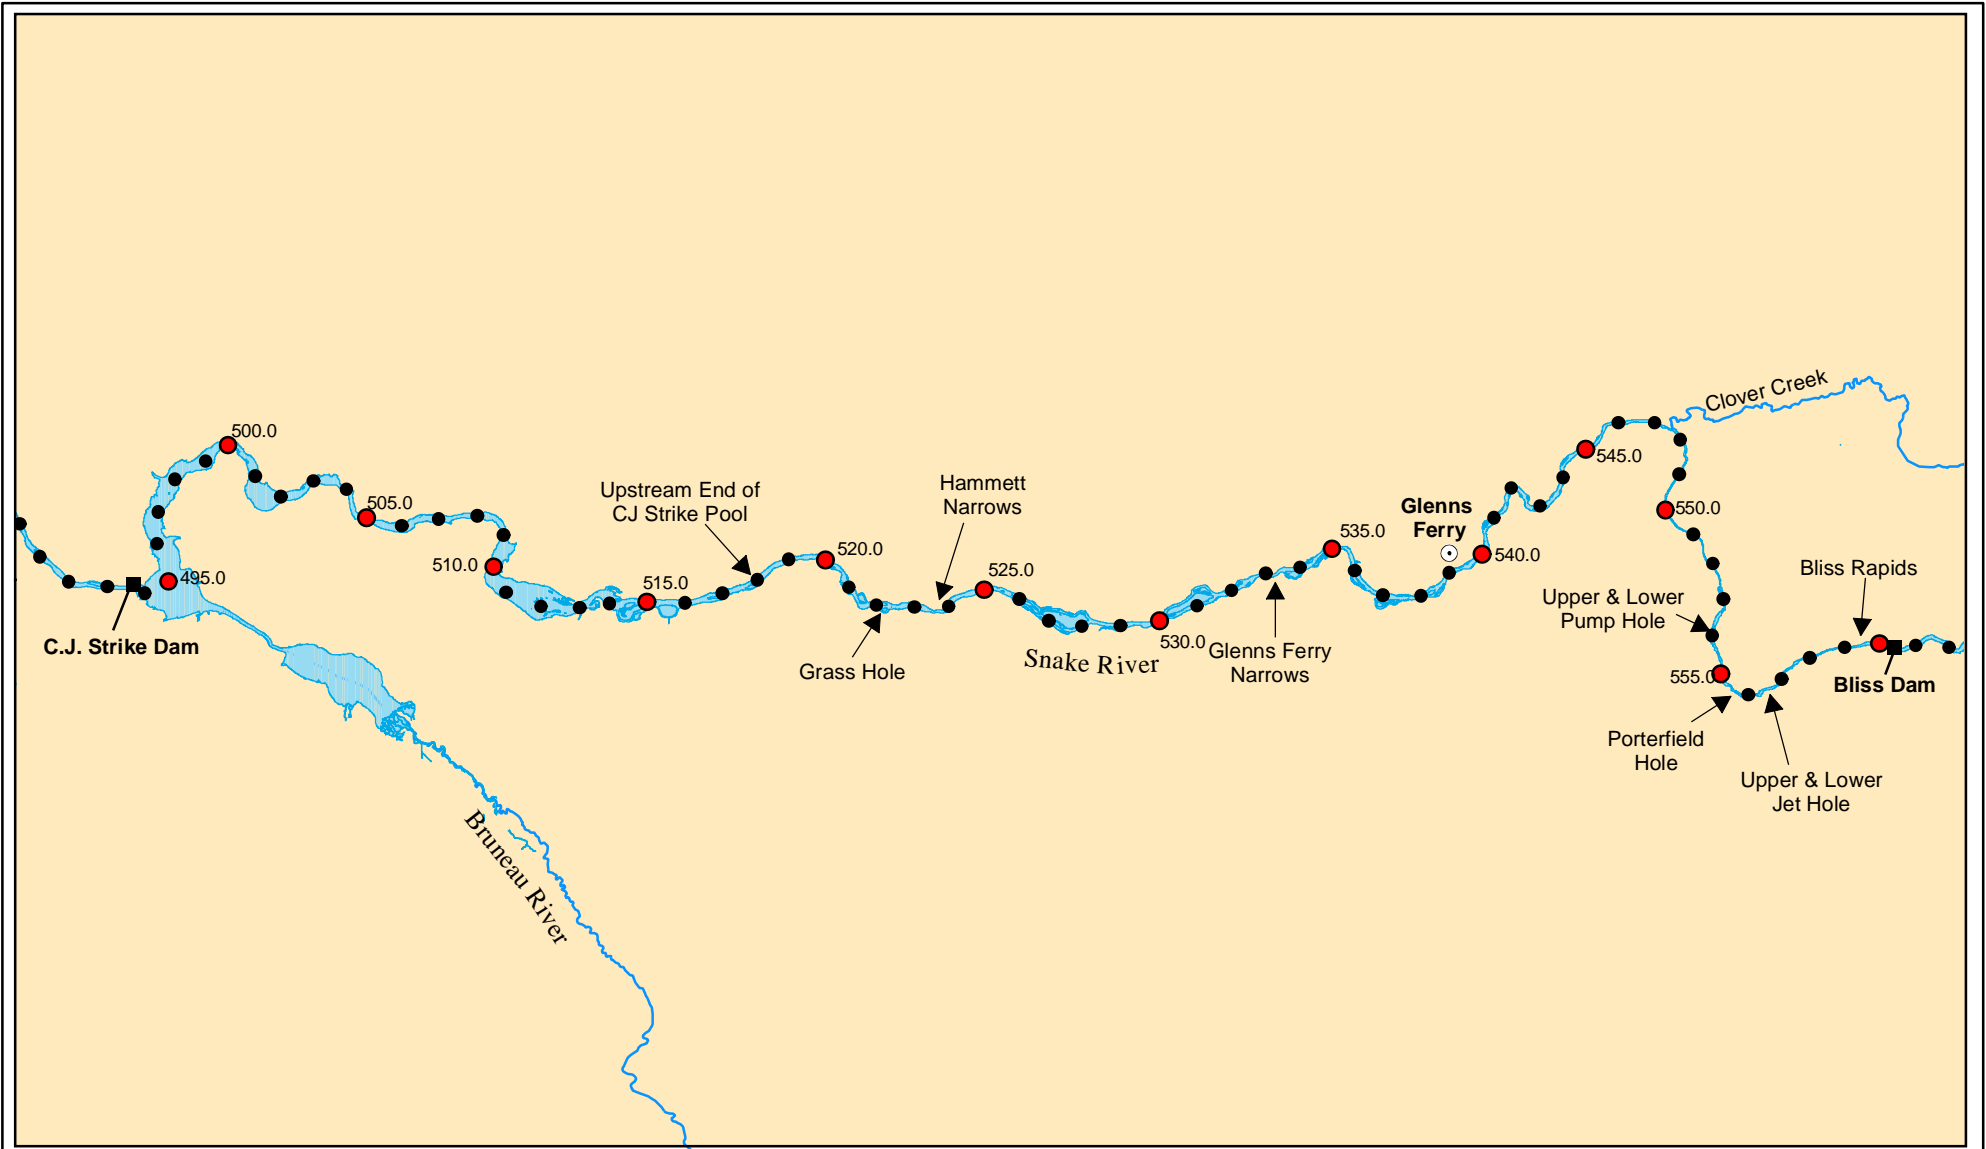 Clover Creek
500.0
545.0
Upstream End of
CJ Strike Pool
Hammett
Narrows
505.0
Glenns
Ferry
550.0
535.0
520.0
540.0
510.0
525.0
Bliss Rapids
495.0
515.0
Upper & Lower
Pump Hole
C.J. Strike Dam
530.0
Glenns Ferry
Narrows
Snake River
Grass Hole
555.0
Bliss Dam
Porterfield
Hole
Upper & Lower
Jet Hole
Bruneau River